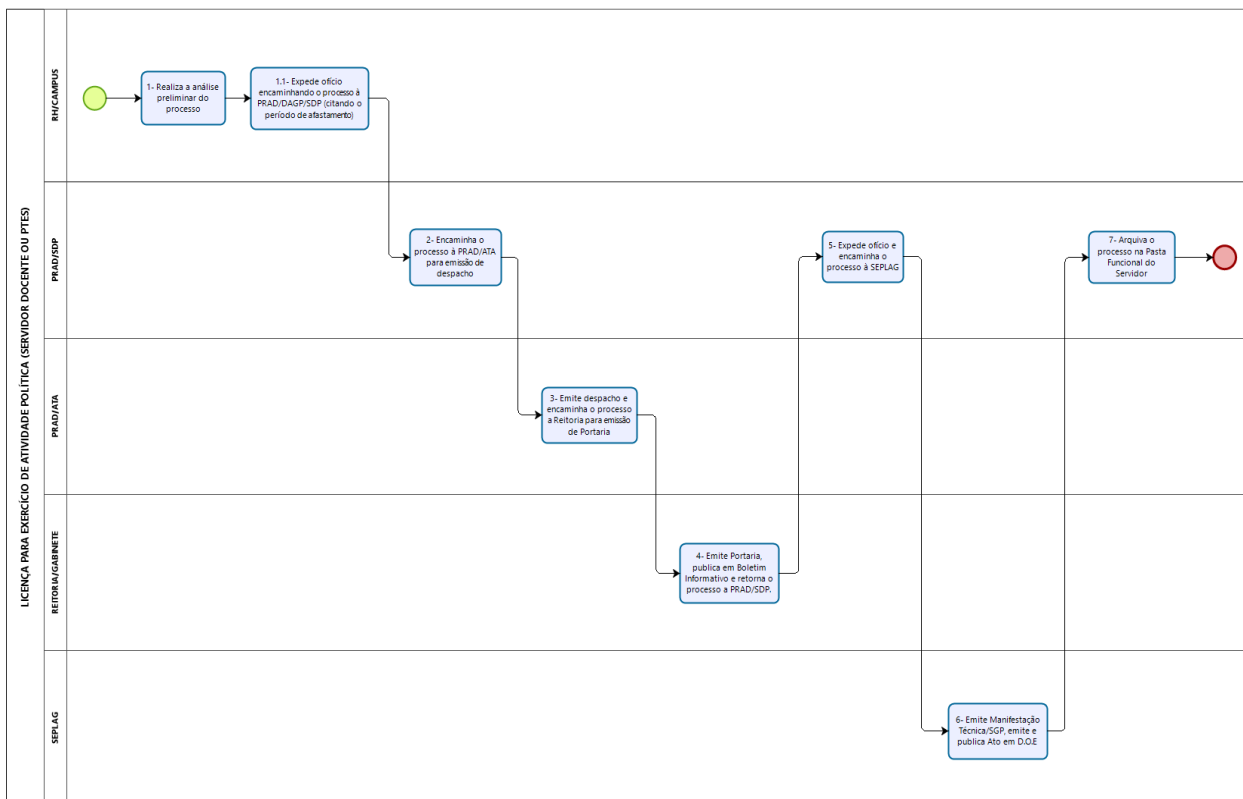 LICENÇA PARA EXERCÍCIO DE ATIVIDADE POLÍTICA (SERVIDOR DOCENTE OU PTES)
RH/CAMPUS
1- Realiza a análise
preliminar do
processo
1.1- Expede ofício
encaminhando o processo à
PRAD/DAGP/SDP (citando o
período de afastamento)
PRAD/SDP
2- Encaminha o
processo à PRAD/ATA
para emissão de
despacho
5- Expede ofício e
encaminha o
processo à SEPLAG
7- Arquiva o
processo na Pasta
Funcional do
Servidor
PRAD/ATA
3- Emite despacho e
encaminha o processo
a Reitoria para emissão
de Portaria
REITORIA/GABINETE
4- Emite Portaria,
publica em Boletim
Informativo e retorna o
processo a PRAD/SDP.
SEPLAG
6- Emite Manifestação
Técnica/SGP, emite e
publica Ato em D.O.E